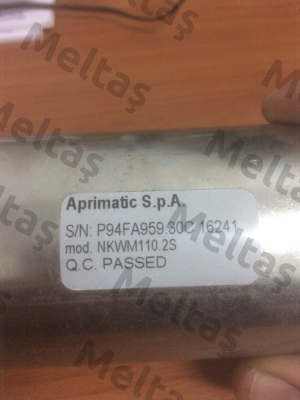 Meltaş
Aprimatic S.p.A.
S/N: P94FA959.30C 16241
mod. NKWM110.2S
Q.C. PASSED